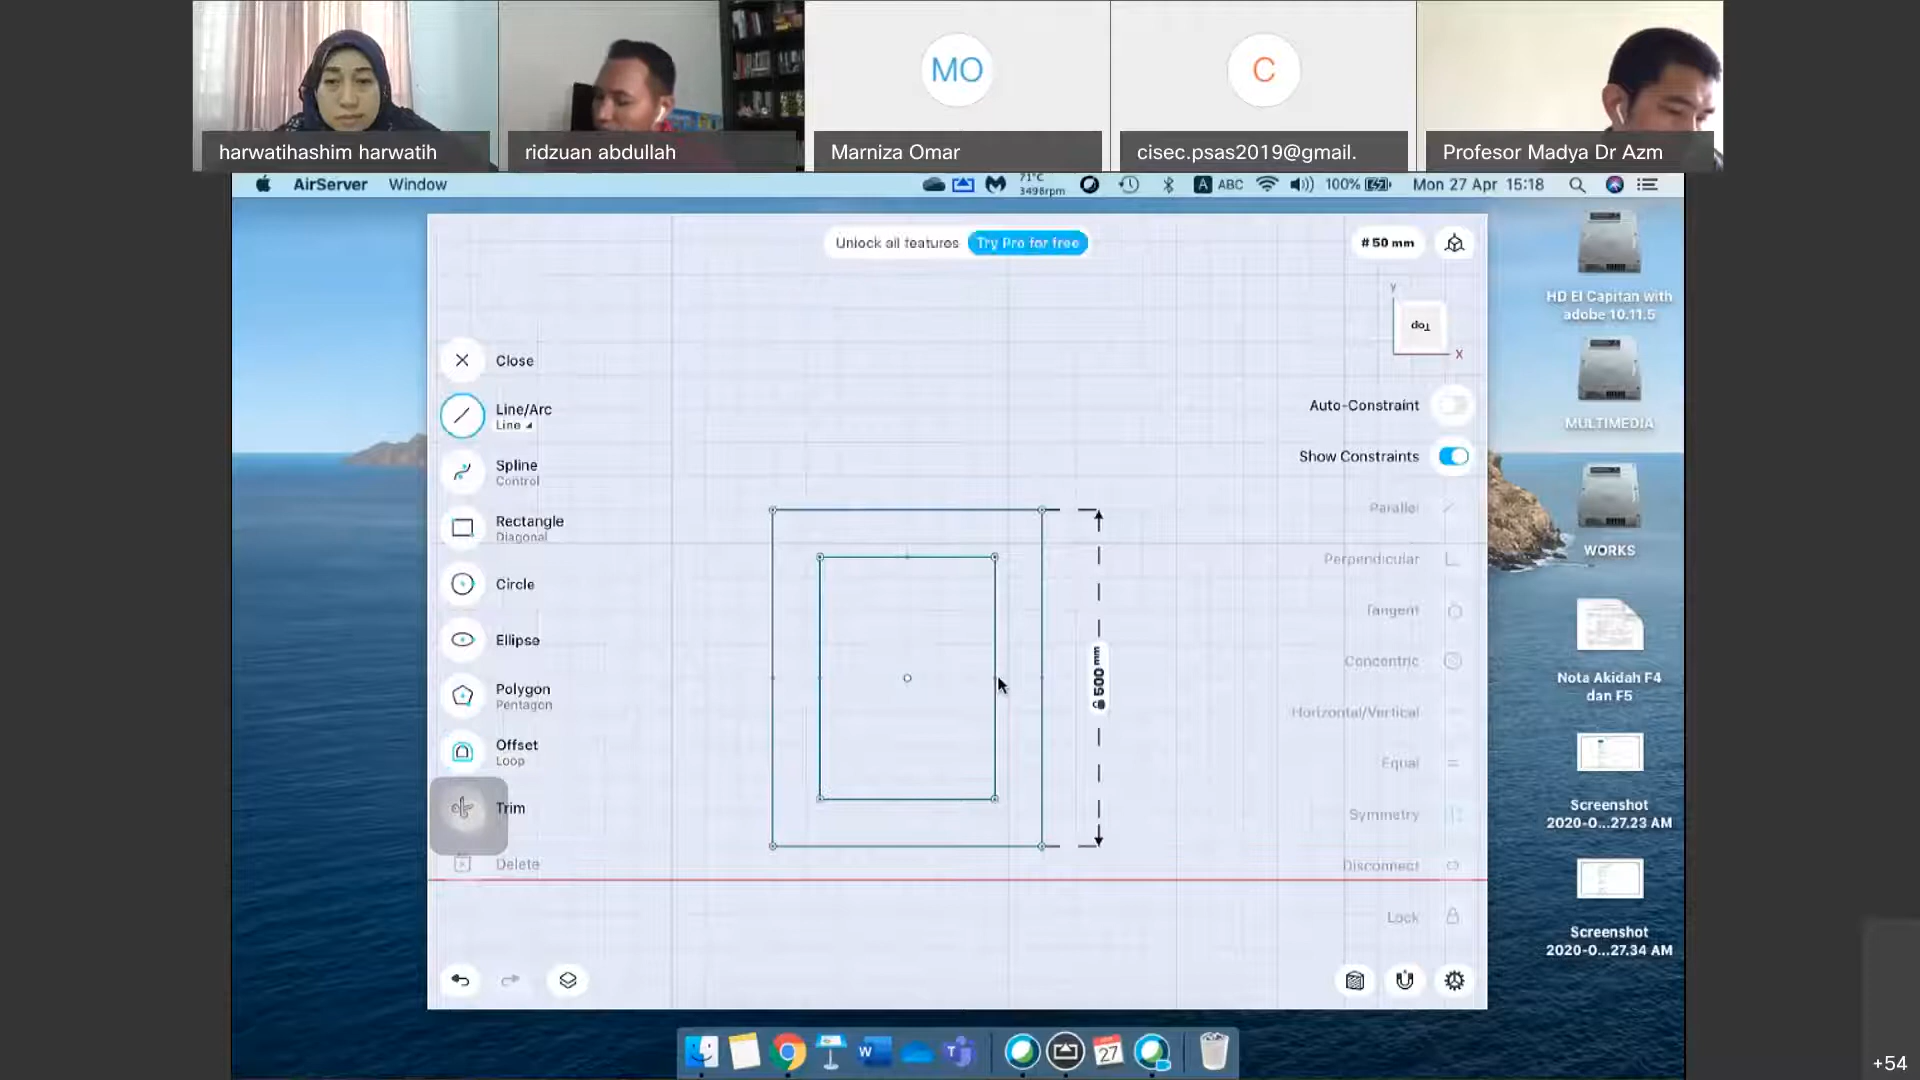 MO
C
harwatihashim harwatih
ridzuan abdullah
Marniza Omar
cisec.psas2019@gmail.
Profesor Madya Dr Azm
AirServer
Window
71°C
3498rpm
A
ABC
100%
Mon 27 Apr 15:18
Unlock all features
Try Pro for free
# 50 mm
Y
Top
X
Close
Line/Arc
Line
Spline
Control
Rectangle
Diagonal
Circle
Ellipse
Polygon
Pentagon
Offset
Loop
Trim
Delete
500 mm
Auto-Constraint
Show Constraints
Parallel
Perpendicular
Tangent
Concentric
Horizontal/Vertical
Equal
Symmetry
Disconnect
Lock
HD El Capitan with
adobe 10.11.5
MULTIMEDIA
WORKS
Nota Akidah F4
dan F5
Screenshot
2020-0...27.23 AM
Screenshot
2020-0...27.34 AM
W
T
27
+54